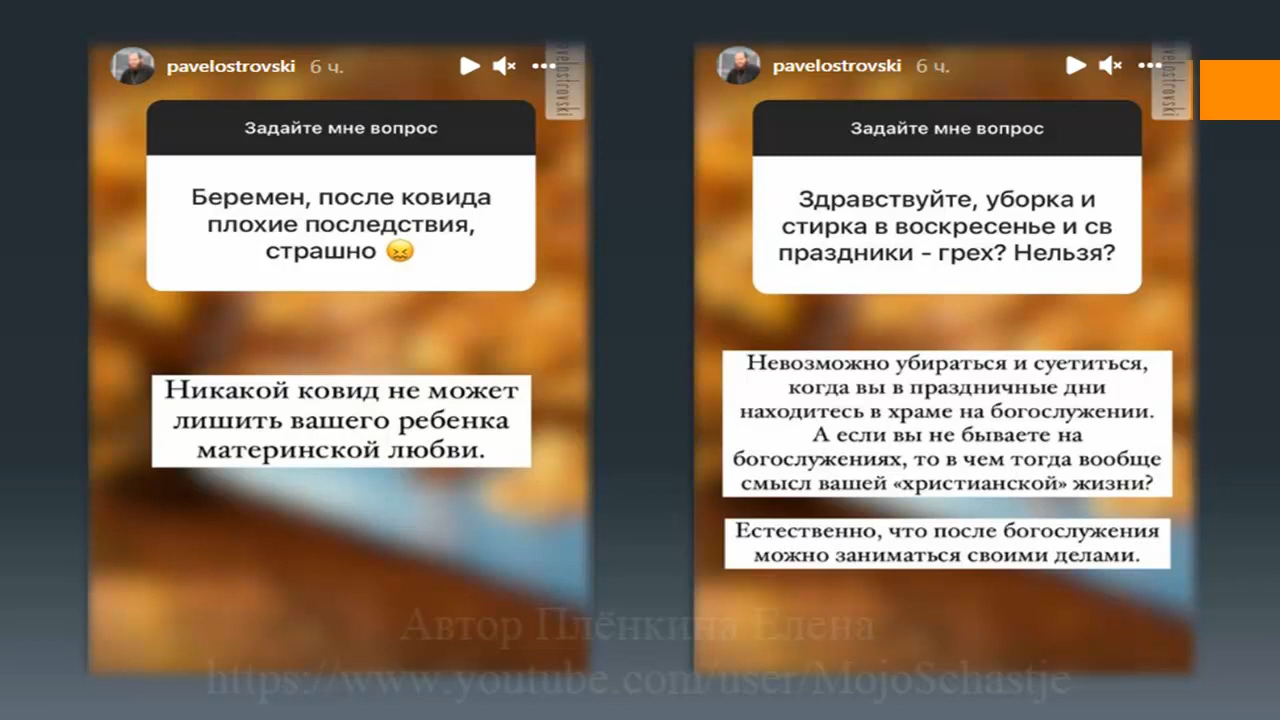 pavelostrovski 6 ч.
pavelostrovski
Задайте мне вопрос
Беремен, после ковида
плохие последствия,
страшно 😖
Никакой ковид не может
лишить вашего ребенка
материнской любви.
pavelostrovski 6 ч.
pavelostrovski
Задайте мне вопрос
Здравствуйте, уборка и
стирка в воскресенье и св
праздники - грех? Нельзя?
Невозможно убираться и суетиться,
когда вы в праздничные дни
находитесь в храме на богослужении.
А если вы не бываете на
богослужениях, то в чем тогда вообще
смысл вашей «христианской» жизни?
Естественно, что после богослужения
можно заниматься своими делами.
Автор Плёнкина Елена
https://www.youtube.com/user/MojoSchastje